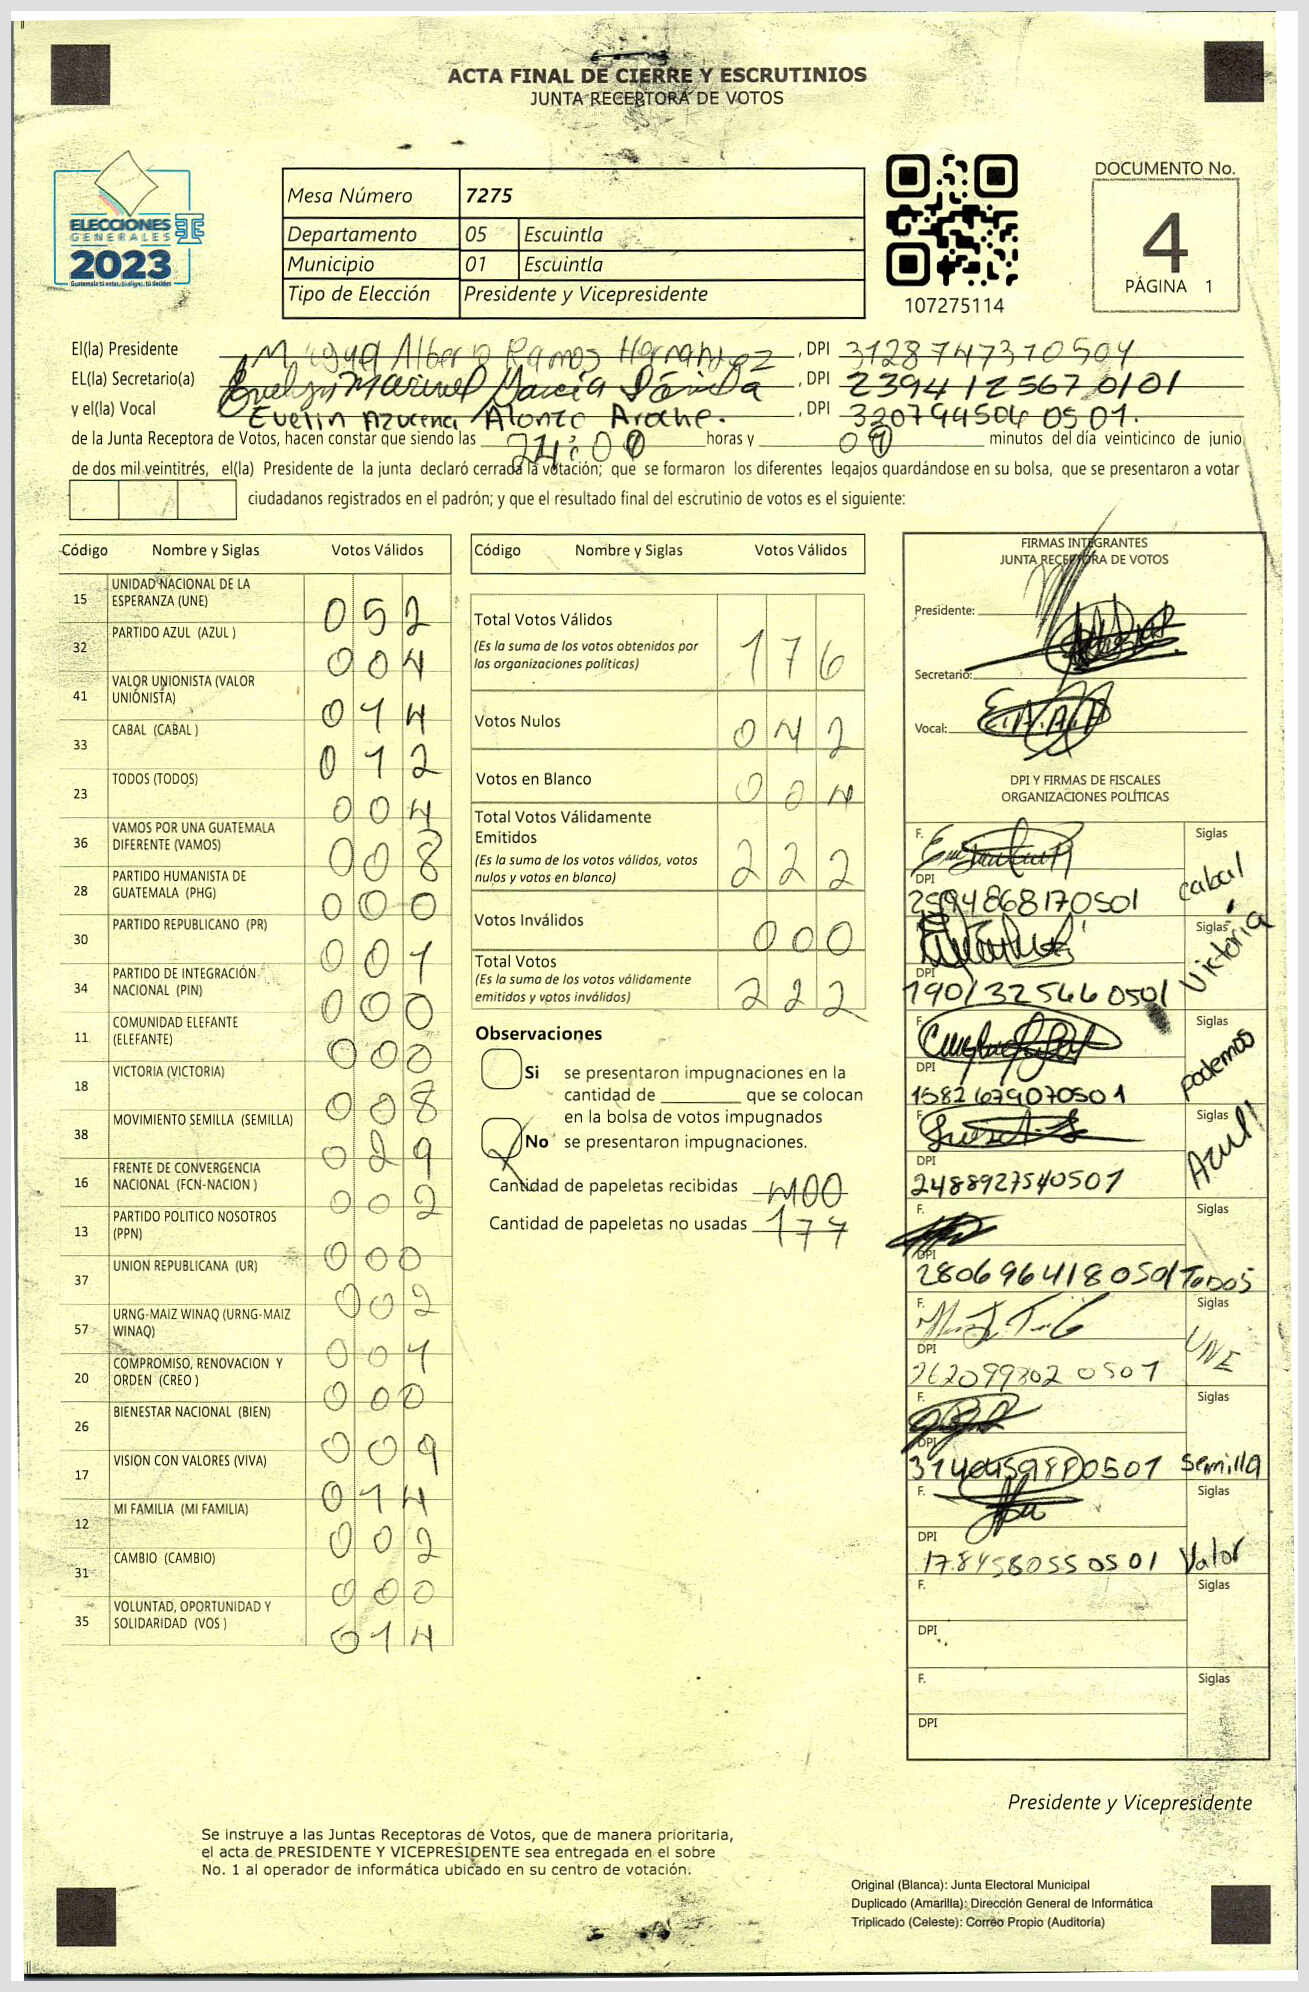 ACTA FINAL DE CIERRE Y ESCRUTINIOS
JUNTA RECEPTORA DE VOTOS
ELECCIONES
GENERALES
2023
Mesa Número 7275
Departamento 05 Escuintla
Municipio 01 Escuintla
Tipo de Elección Presidente y Vicepresidente
107275114
DOCUMENTO No.
4
PÁGINA 1
El(la) Presidente Miguel Alberto Ramos Hernandez, DPI 3128747370504
EL(la) Secretario(a) Evelyn Marisol García, DPI 2394125670101
y el(la) Vocal Evelin Azucena Alonzo Aroche., DPI 3207945060501.
de la Junta Receptora de Votos, hacen constar que siendo las horas y minutos del día veinticinco de junio
de dos mil veintitrés, el(la) Presidente de la junta declaró cerrada la votación; que se formaron los diferentes legajos guardándose en su bolsa, que se presentaron a votar
ciudadanos registrados en el padrón; y que el resultado final del escrutinio de votos es el siguiente:
Código Nombre y Siglas Votos Válidos
15 UNIDAD NACIONAL DE LA ESPERANZA (UNE) 052
32 PARTIDO AZUL (AZUL ) 004
41 VALOR UNIONISTA (VALOR UNIONISTA) 014
33 CABAL (CABAL ) 012
23 TODOS (TODOS) 004
36 VAMOS POR UNA GUATEMALA DIFERENTE (VAMOS) 008
28 PARTIDO HUMANISTA DE GUATEMALA (PHG) 000
30 PARTIDO REPUBLICANO (PR) 001
34 PARTIDO DE INTEGRACIÓN NACIONAL (PIN) 000
11 COMUNIDAD ELEFANTE (ELEFANTE) 000
18 VICTORIA (VICTORIA) 008
38 MOVIMIENTO SEMILLA (SEMILLA) 029
16 FRENTE DE CONVERGENCIA NACIONAL (FCN-NACION ) 002
13 PARTIDO POLITICO NOSOTROS (PPN) 000
37 UNION REPUBLICANA (UR) 002
57 URNG-MAIZ WINAQ (URNG-MAIZ WINAQ) 001
20 COMPROMISO, RENOVACION Y ORDEN (CREO ) 000
26 BIENESTAR NACIONAL (BIEN) 009
17 VISION CON VALORES (VIVA) 014
12 MI FAMILIA (MI FAMILIA) 002
31 CAMBIO (CAMBIO) 000
35 VOLUNTAD, OPORTUNIDAD Y SOLIDARIDAD (VOS ) 014
Código Nombre y Siglas Votos Válidos
Total Votos Válidos 176
(Es la suma de los votos obtenidos por
las organizaciones políticas)
Votos Nulos 042
Votos en Blanco 004
Total Votos Válidamente
Emitidos 222
(Es la suma de los votos válidos, votos
nulos y votos en blanco)
Votos Inválidos 000
Total Votos 222
(Es la suma de los votos válidamente
emitidos y votos inválidos)
Observaciones
Si se presentaron impugnaciones en la
cantidad de ________ que se colocan
en la bolsa de votos impugnados
X No se presentaron impugnaciones.
Cantidad de papeletas recibidas 400
Cantidad de papeletas no usadas 177
FIRMAS INTEGRANTES
JUNTA RECEPTORA DE VOTOS
Presidente:
Secretario:
Vocal:
DPI Y FIRMAS DE FISCALES
ORGANIZACIONES POLÍTICAS
F. Siglas cabal
DPI 2594868170501
F. Siglas Victoria
DPI 1901325660501
F. Siglas podemos
DPI 1582679070501
F. Siglas Azul
DPI 2488927540501
F. Siglas TODOS
DPI 2806964180501
F. Siglas UNE
DPI 2620993020501
F. Siglas Semilla
DPI
F. Siglas Valor
DPI 1784580550501
F. Siglas
DPI
F. Siglas
DPI
Presidente y Vicepresidente
Se instruye a las Juntas Receptoras de Votos, que de manera prioritaria,
el acta de PRESIDENTE Y VICEPRESIDENTE sea entregada en el sobre
No. 1 al operador de informática ubicado en su centro de votación.
Original (Blanca): Junta Electoral Municipal
Duplicado (Amarilla): Dirección General de Informática
Triplicado (Celeste): Correo Propio (Auditoría)